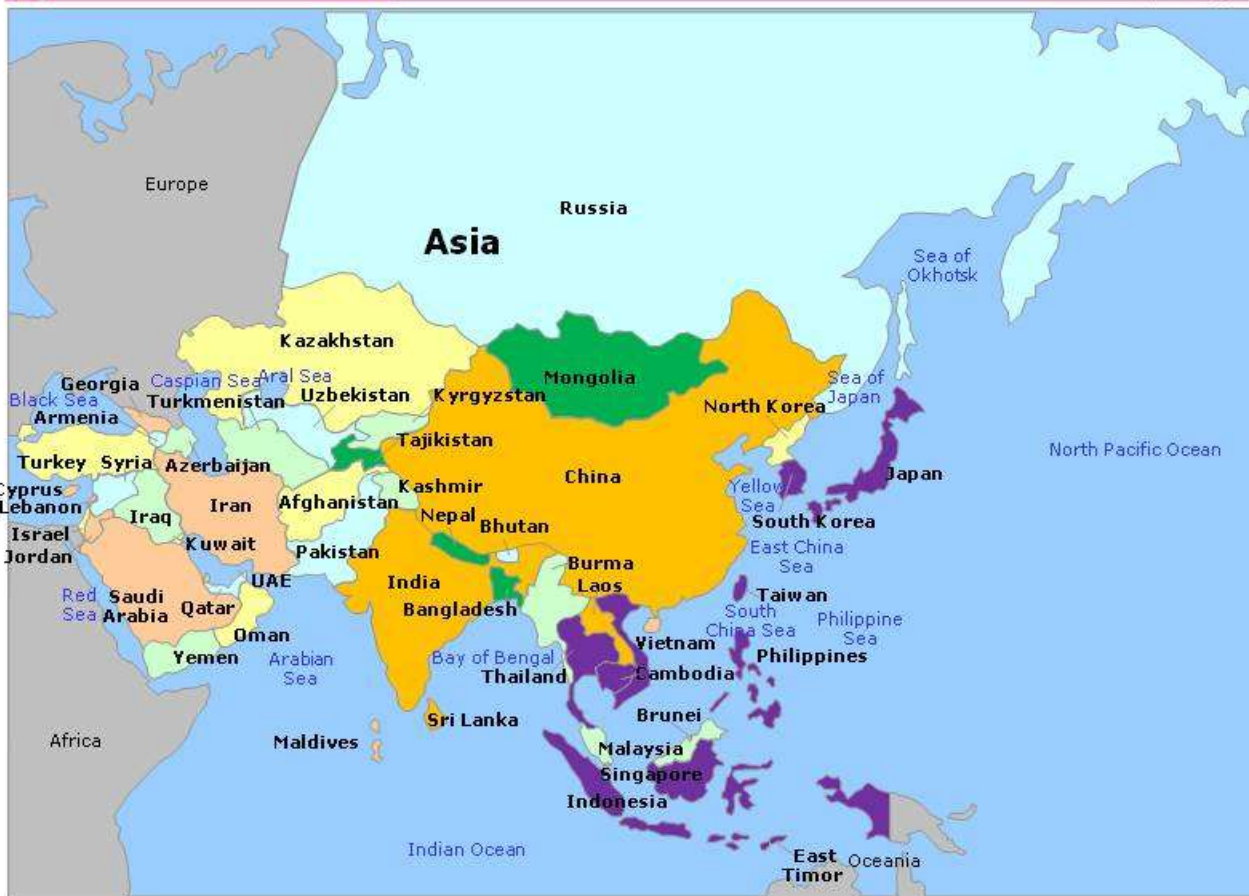 Europe
Russia
Asia
Sea of
Okhotsk
Kazakhstan
Georgia
Caspian Sea
Aral Sea
Black Sea
Turkmenistan
Uzbekistan
Kyrgyzstan
Mongolia
Sea of
Japan
Armenia
North Korea
Tajikistan
North Pacific Ocean
Turkey
Syria
Azerbaijan
China
Japan
Cyprus
Kashmir
Yellow
Sea
Lebanon
Iran
Afghanistan
Iraq
Nepal
Bhutan
South Korea
Israel
Jordan
Kuwait
Pakistan
East China
Sea
Burma
UAE
India
Laos
Red
Sea
Saudi
Arabia
Qatar
Bangladesh
Taiwan
South
China Sea
Philippine
Sea
Oman
Vietnam
Yemen
Arabian
Sea
Bay of Bengal
Philippines
Thailand
Cambodia
Sri Lanka
Brunei
Africa
Maldives
Malaysia
Singapore
Indonesia
Indian Ocean
East
Timor
Oceania